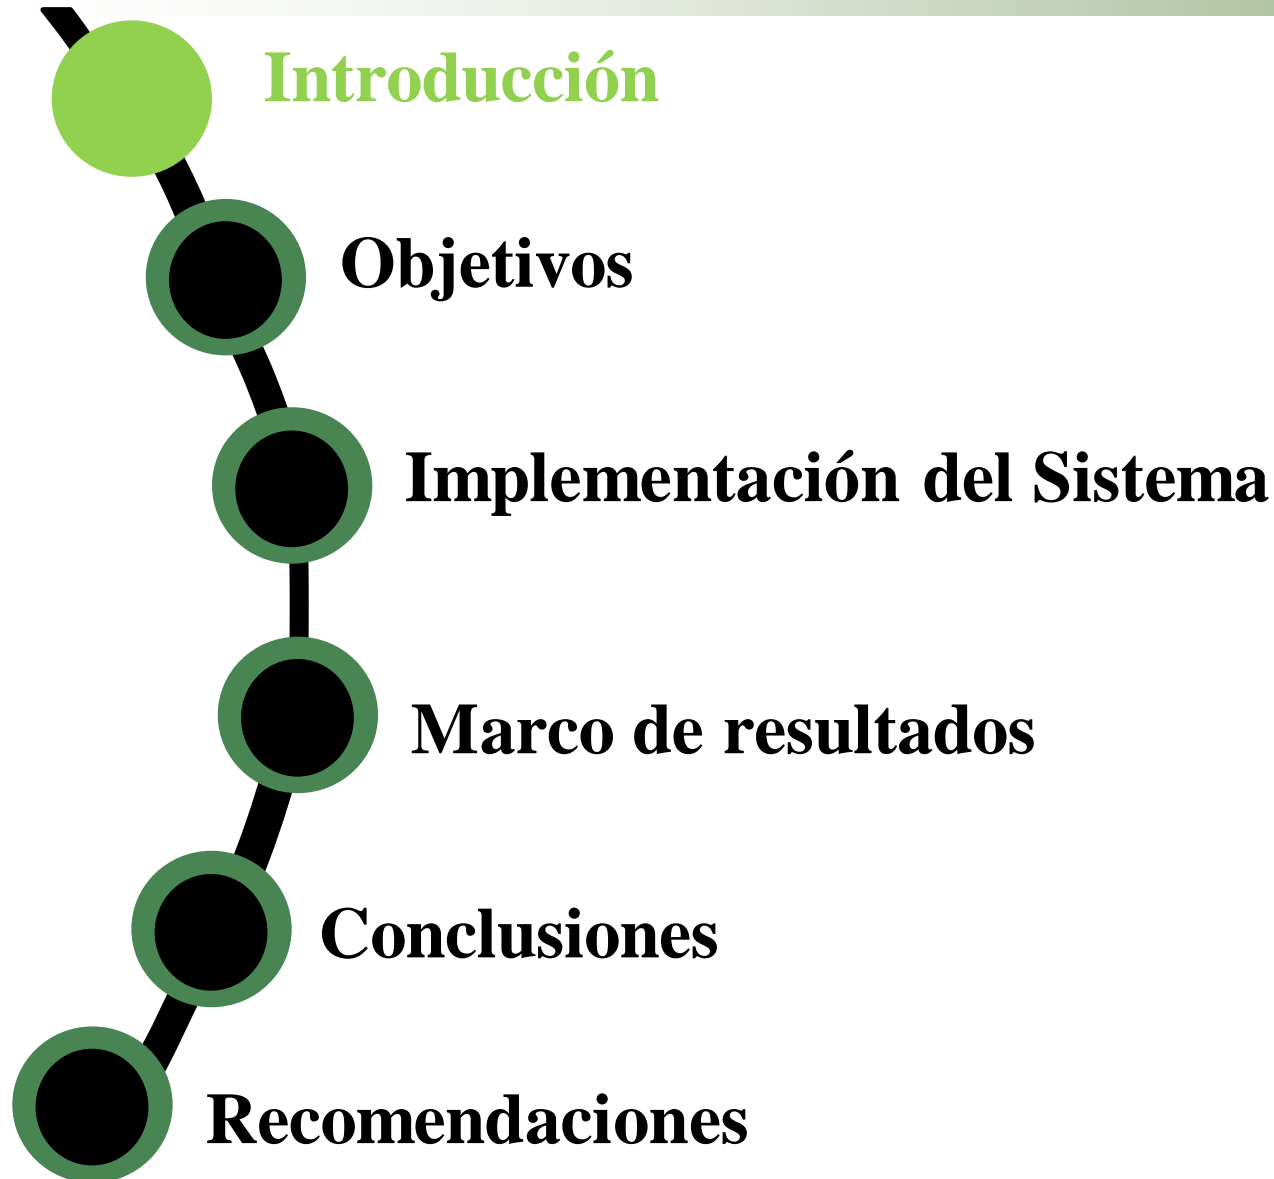 Introducción
Objetivos
Implementación del Sistema
Marco de resultados
Conclusiones
Recomendaciones